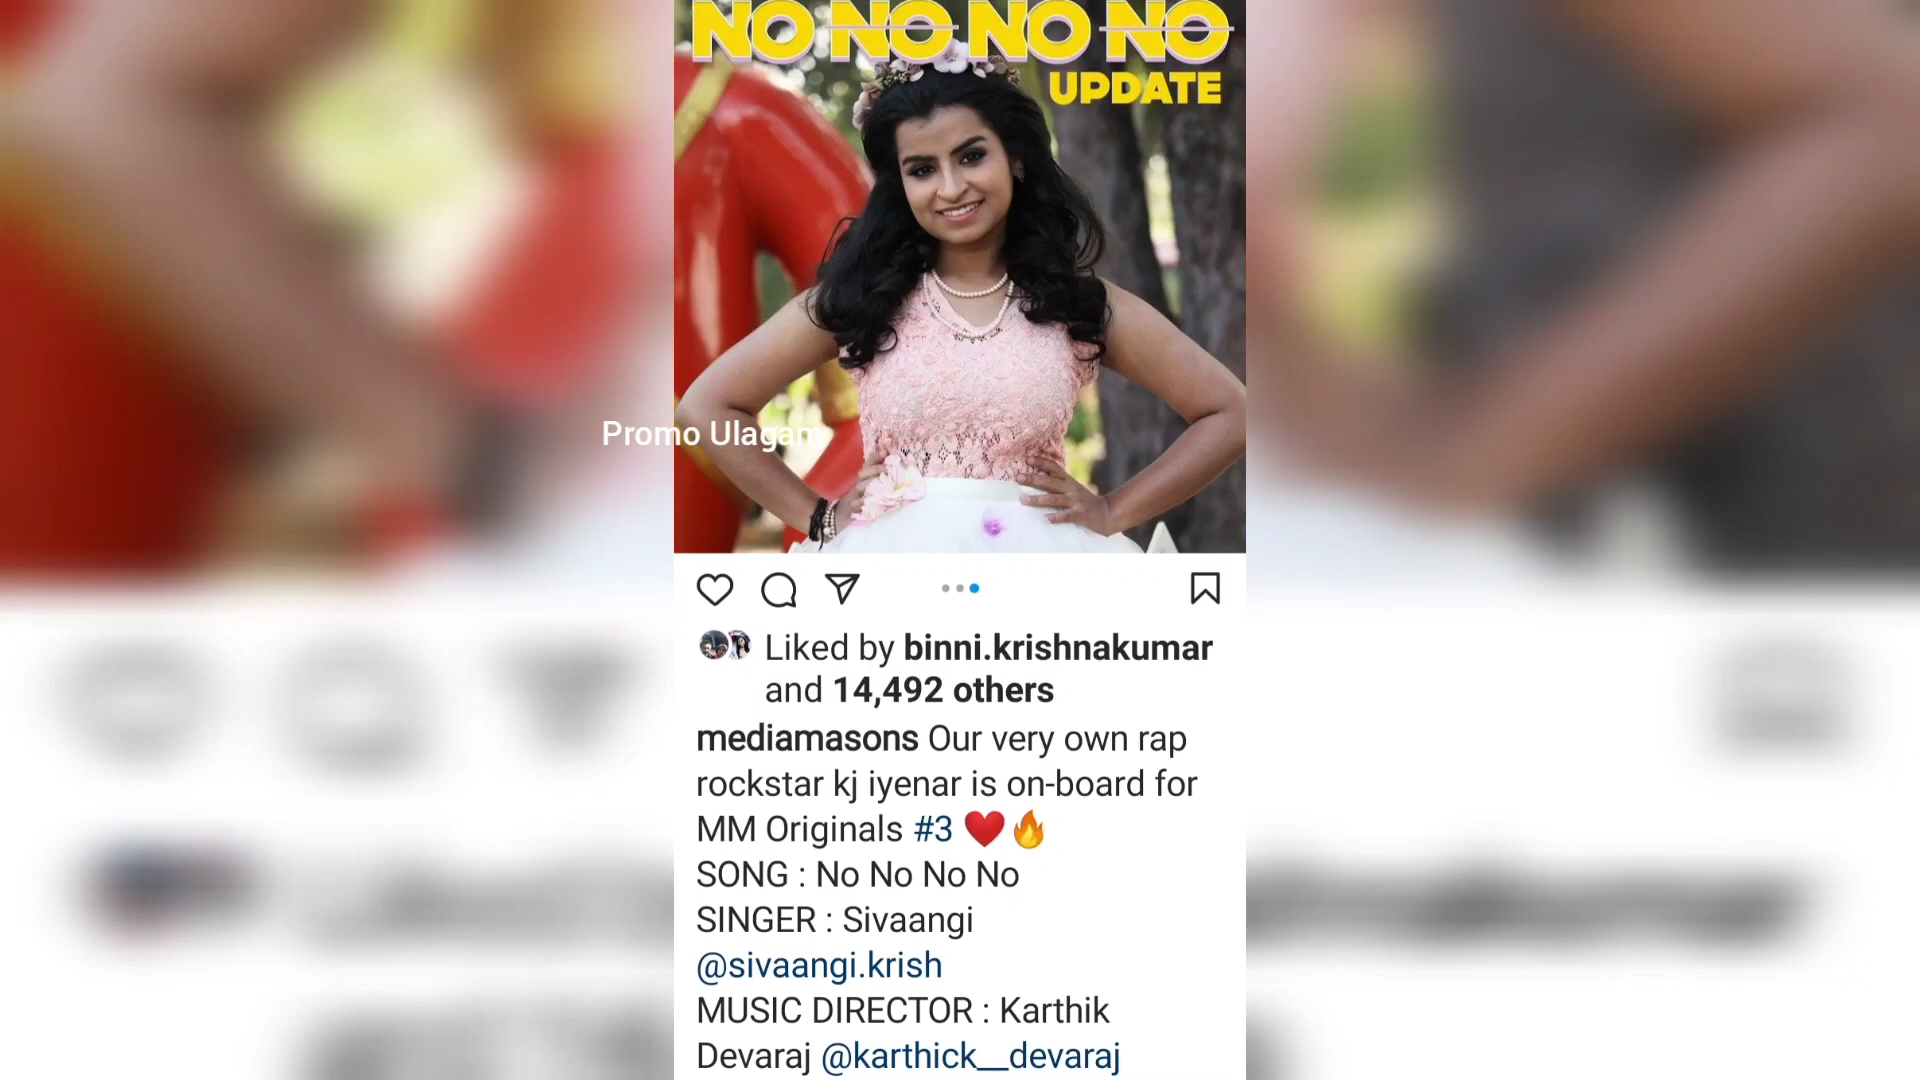 NO NO NO NO
UPDATE
Promo Ulagam
Liked by binni.krishnakumar
and 14,492 others
mediamasons Our very own rap
rockstar kj iyenar is on-board for
MM Originals #3 ❤️🔥
SONG : No No No No
SINGER : Sivaangi
@sivaangi.krish
MUSIC DIRECTOR : Karthik
Devaraj @karthick__devaraj